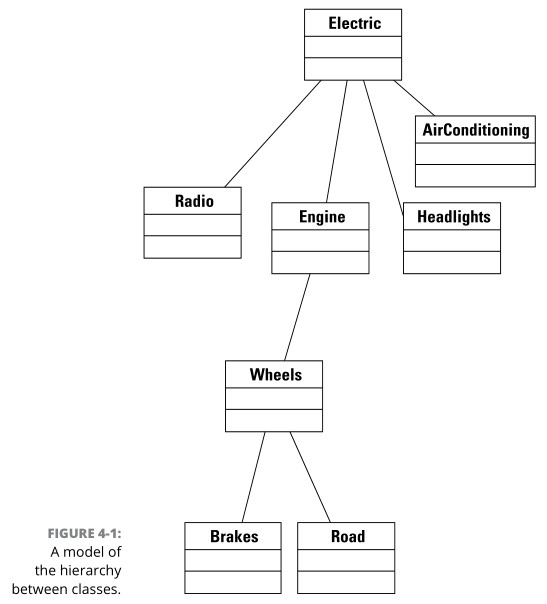 Electric
AirConditioning
Radio
Engine
Headlights
Wheels
Brakes
Road
FIGURE 4-1:
A model of
the hierarchy
between classes.